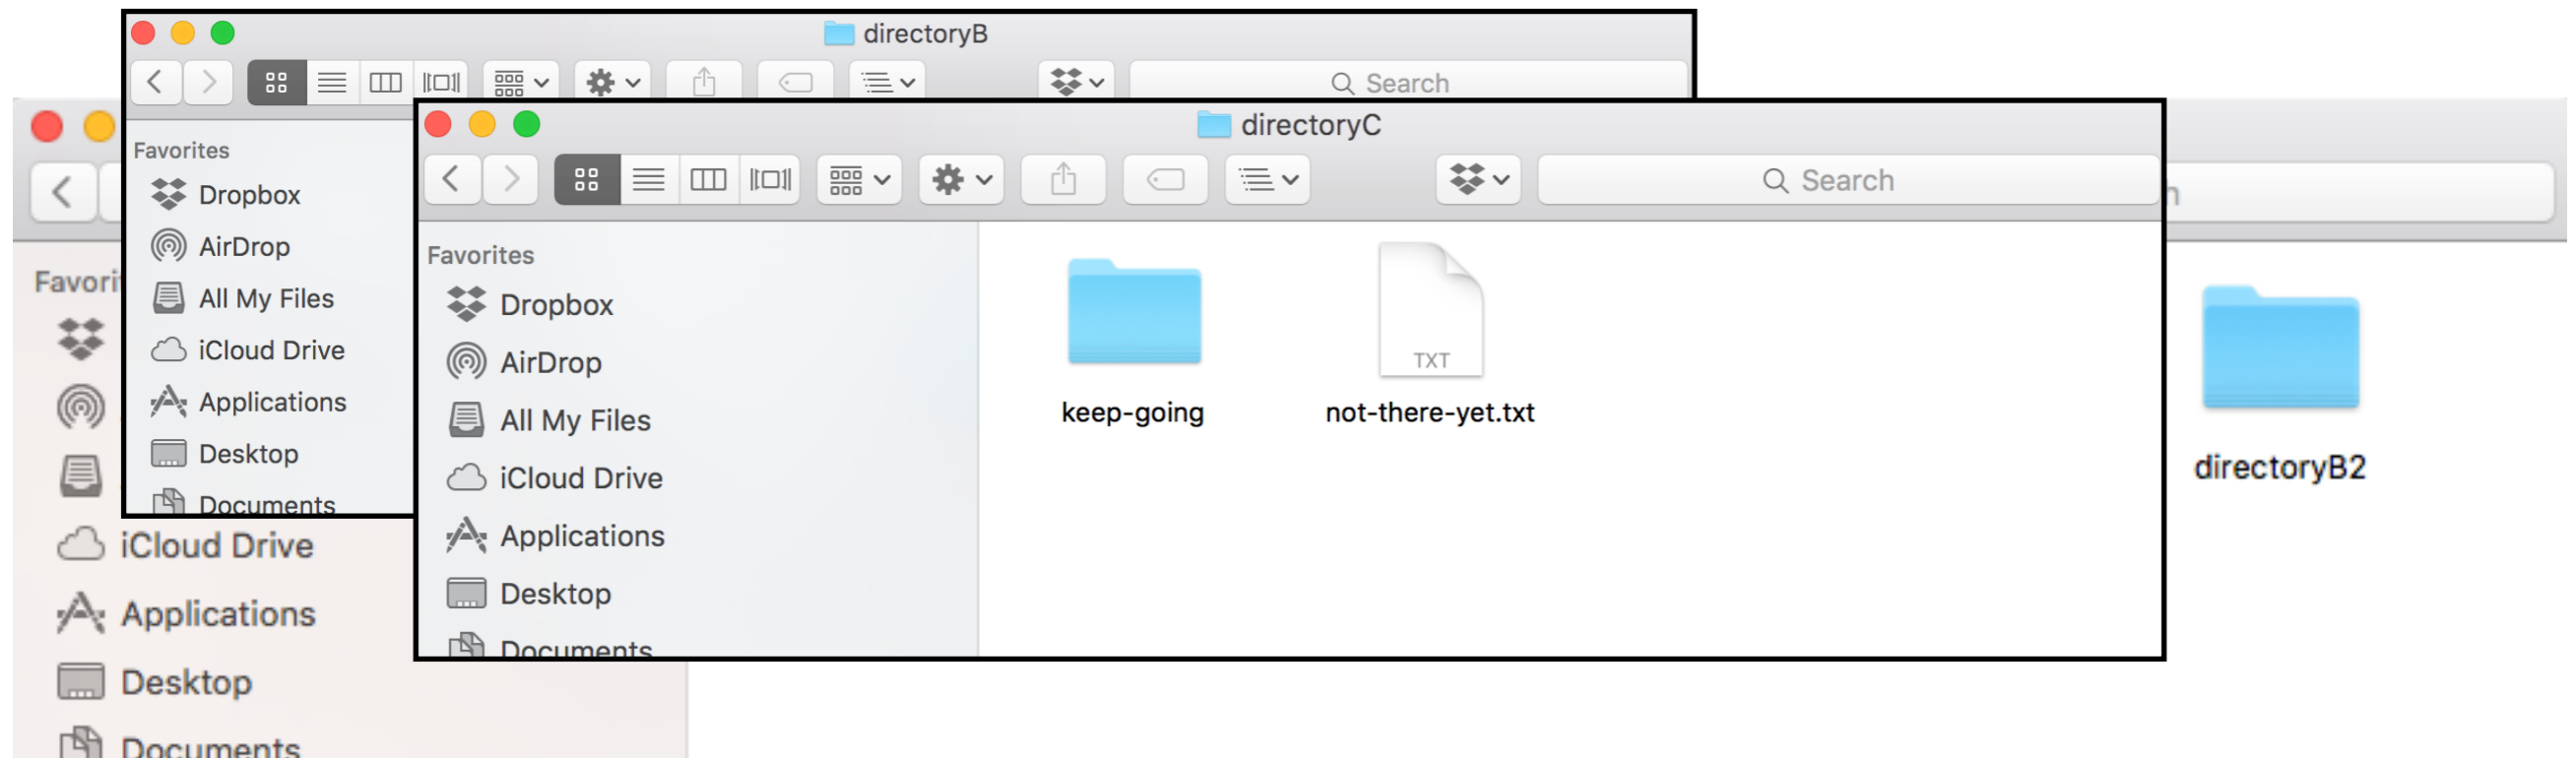 directoryB
Search
Favorites
Dropbox
AirDrop
All My Files
iCloud Drive
Applications
Desktop
Documents
directoryC
Search
Favorites
Dropbox
AirDrop
All My Files
iCloud Drive
Applications
Desktop
Documents
keep-going
TXT
not-there-yet.txt
h
Favori
iCloud Drive
Applications
Desktop
Documents
directoryB2